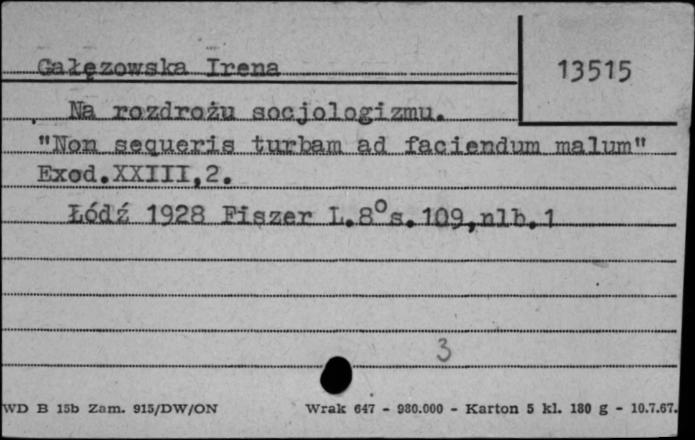 Gałęzowska Irena
13515
Na rozdrożu socjologizmu.
"Non sequeris turbam ad faciendum malum"
Exod.XXIII,2.
Łódź 1928 Fiszer L.8°s.109,nlb.1
3
WD B 15b Zam. 915/DW/ON
Wrak 647 - 980.000 - Karton 5 kl. 180 g - 10.7.67.